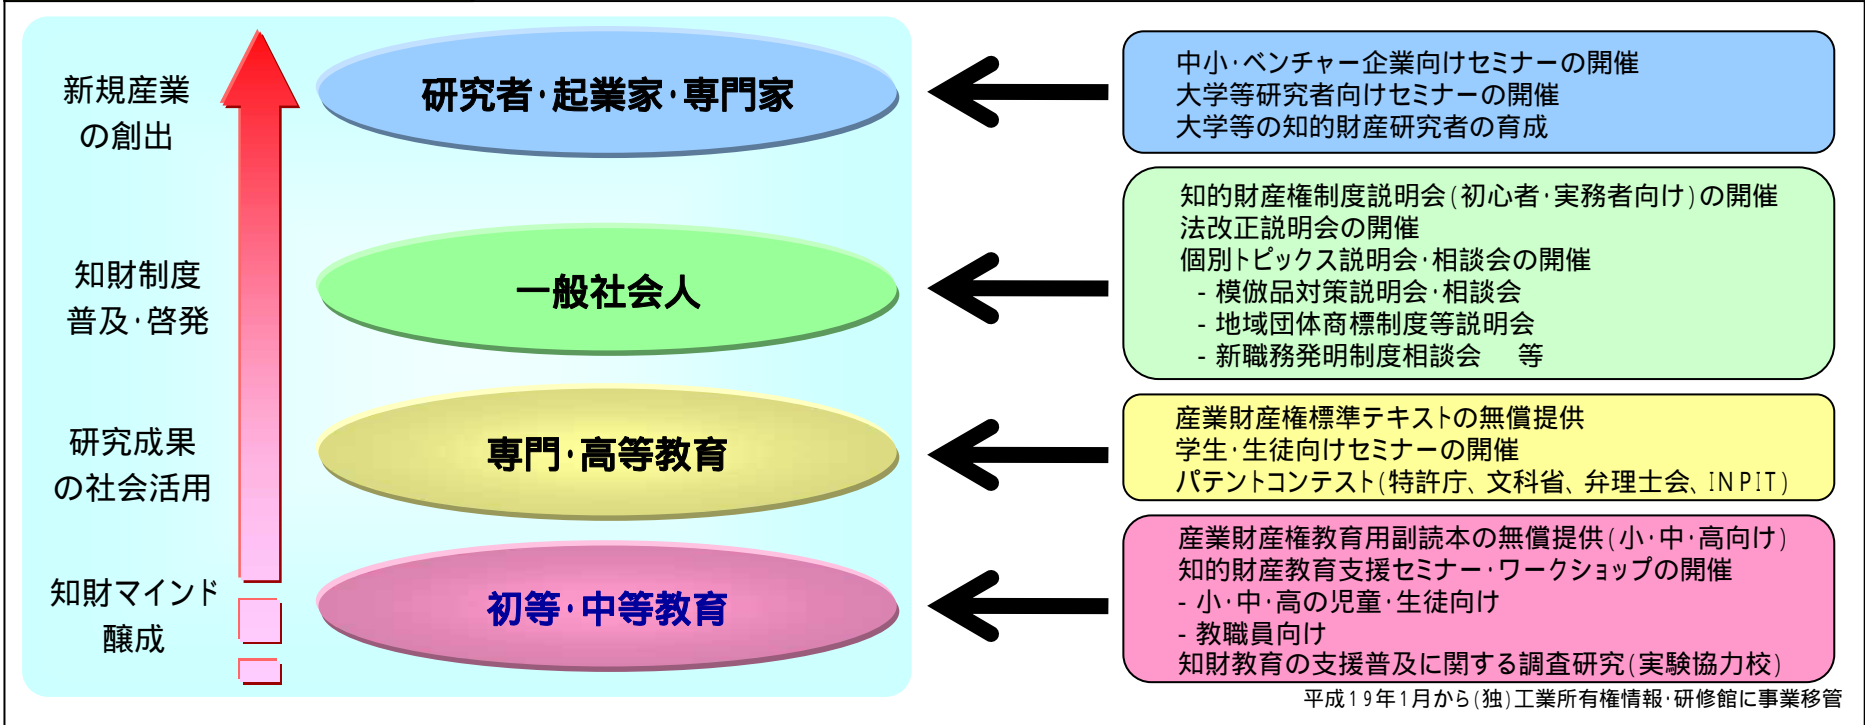 新規産業
の創出
研究者・起業家・専門家
中小・ベンチャー企業向けセミナーの開催
大学等研究者向けセミナーの開催
大学等の知的財産研究者の育成
知財制度
普及・啓発
一般社会人
知的財産権制度説明会(初心者・実務者向け)の開催
法改正説明会の開催
個別トピックス説明会・相談会の開催
- 模倣品対策説明会・相談会
- 地域団体商標制度等説明会
- 新職務発明制度相談会 等
研究成果
の社会活用
専門・高等教育
産業財産権標準テキストの無償提供
学生・生徒向けセミナーの開催
パテントコンテスト(特許庁、文科省、弁理士会、INPIT)
知財マインド
醸成
初等・中等教育
産業財産権教育用副読本の無償提供(小・中・高向け)
知的財産教育支援セミナー・ワークショップの開催
- 小・中・高の児童・生徒向け
- 教職員向け
知財教育の支援普及に関する調査研究(実験協力校)
平成19年1月から(独)工業所有権情報・研修館に事業移管